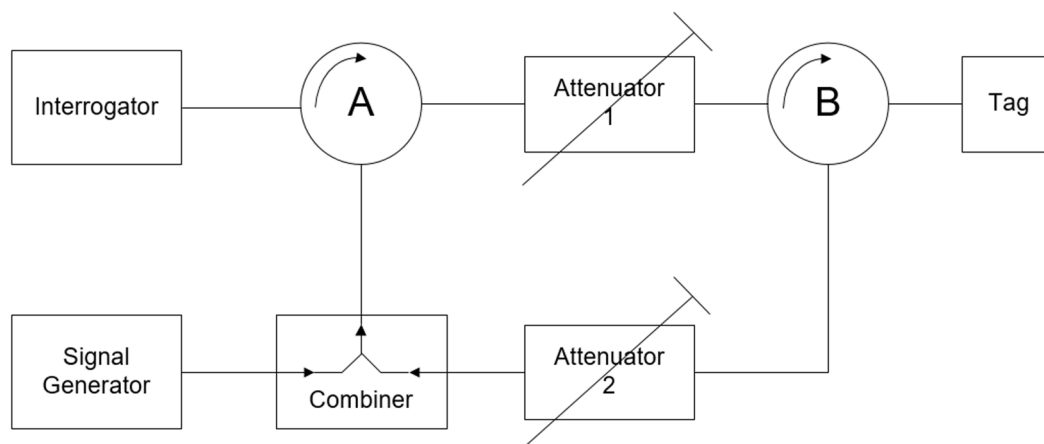 Interrogator
A
Attenuator
1
B
Tag
Signal
Generator
Combiner
Attenuator
2